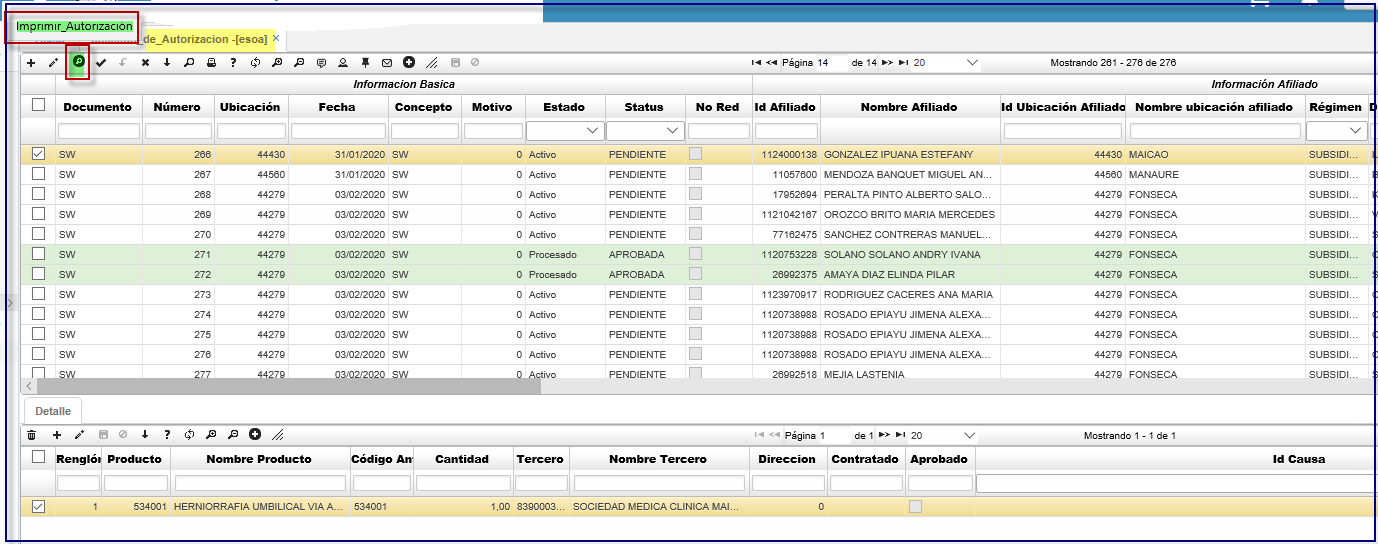 Imprimir_Autorización
_de_Autorizacion -[esoa] ×
Página 14 de 14 20 Mostrando 261 - 276 de 276
Informacion Basica Información Afiliado
Documento Número Ubicación Fecha Concepto Motivo Estado Status No Red Id Afiliado Nombre Afiliado Id Ubicación Afiliado Nombre ubicación afiliado Régimen D
SW 266 44430 31/01/2020 SW 0 Activo PENDIENTE 1124000138 GONZALEZ IPUANA ESTEFANY 44430 MAICAO SUBSIDI...
SW 267 44560 31/01/2020 SW 0 Activo PENDIENTE 11057600 MENDOZA BANQUET MIGUEL AN... 44560 MANAURE SUBSIDI...
SW 268 44279 03/02/2020 SW 0 Activo PENDIENTE 17952694 PERALTA PINTO ALBERTO SALO... 44279 FONSECA SUBSIDI...
SW 269 44279 03/02/2020 SW 0 Activo PENDIENTE 1121042167 OROZCO BRITO MARIA MERCEDES 44279 FONSECA SUBSIDI...
SW 270 44279 03/02/2020 SW 0 Activo PENDIENTE 77162475 SANCHEZ CONTRERAS MANUEL... 44279 FONSECA SUBSIDI...
SW 271 44279 03/02/2020 SW 0 Procesado APROBADA 1120753228 SOLANO SOLANO ANDRY IVANA 44279 FONSECA SUBSIDI...
SW 272 44279 03/02/2020 SW 0 Procesado APROBADA 26992375 AMAYA DIAZ ELINDA PILAR 44279 FONSECA SUBSIDI...
SW 273 44279 03/02/2020 SW 0 Activo PENDIENTE 1123970917 RODRIGUEZ CACERES ANA MARIA 44279 FONSECA SUBSIDI...
SW 274 44279 03/02/2020 SW 0 Activo PENDIENTE 1120738988 ROSADO EPIAYU JIMENA ALEXA... 44279 FONSECA SUBSIDI...
SW 275 44279 03/02/2020 SW 0 Activo PENDIENTE 1120738988 ROSADO EPIAYU JIMENA ALEXA... 44279 FONSECA SUBSIDI...
SW 276 44279 03/02/2020 SW 0 Activo PENDIENTE 1120738988 ROSADO EPIAYU JIMENA ALEXA... 44279 FONSECA SUBSIDI...
SW 277 44279 03/02/2020 SW 0 Activo PENDIENTE 26992518 MEJIA LASTENIA 44279 FONSECA SUBSIDI...
Detalle
Página 1 de 1 20 Mostrando 1 - 1 de 1
Renglón Producto Nombre Producto Código An Cantidad Tercero Nombre Tercero Direccion Contratado Aprobado Id Causa
1 534001 HERNIORRAFIA UMBILICAL VIA A... 534001 1,00 8390003... SOCIEDAD MEDICA CLINICA MAI... 0